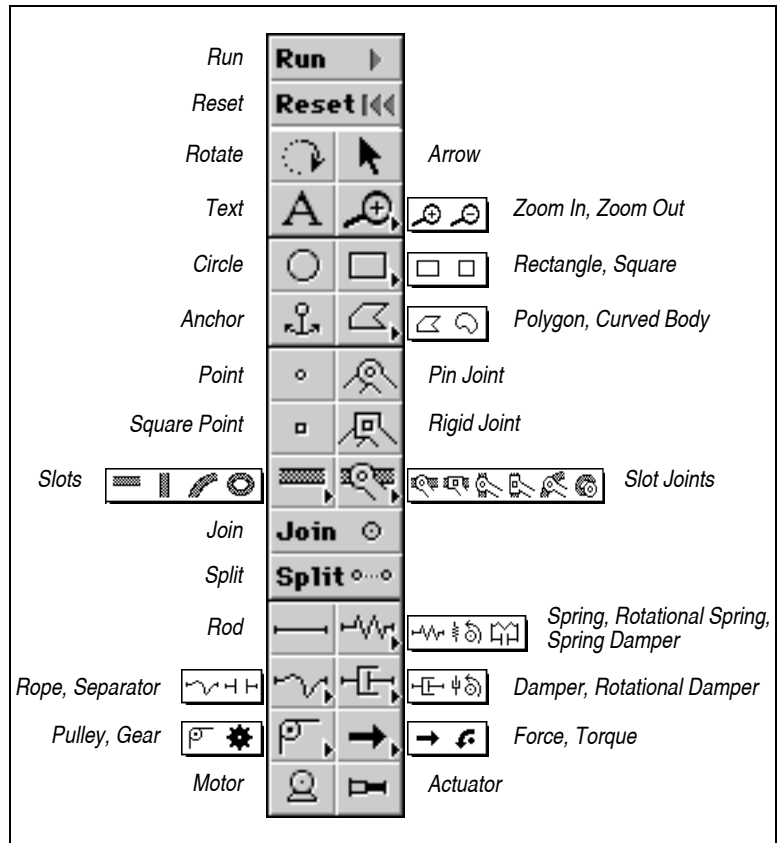 Run Run
Reset Reset
Rotate Arrow
Text A Zoom In, Zoom Out
Circle Rectangle, Square
Anchor Polygon, Curved Body
Point Pin Joint
Square Point Rigid Joint
Slots Slot Joints
Join Join
Split Split
Rod Spring, Rotational Spring,
Spring Damper
Rope, Separator Damper, Rotational Damper
Pulley, Gear Force, Torque
Motor Actuator